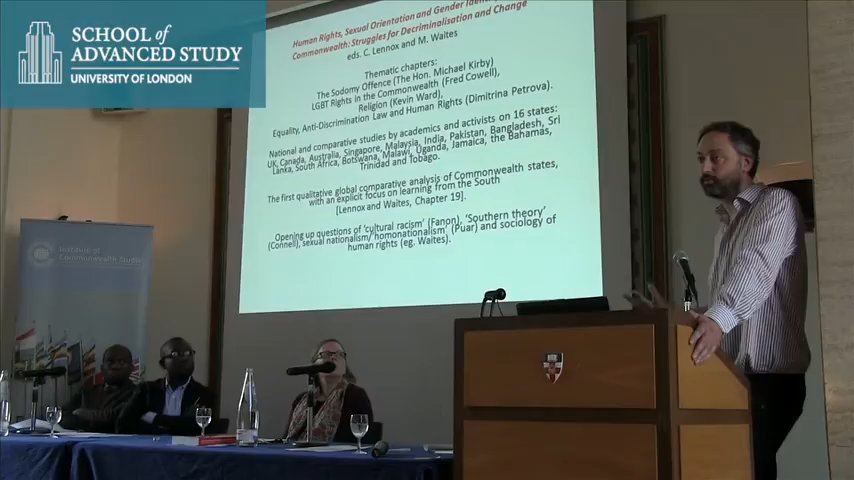 SCHOOL of
ADVANCED STUDY
UNIVERSITY OF LONDON
Human Rights, Sexual Orientation and Gender
Commonwealth: Struggles for Decriminalisation and Change
eds. C. Lennox and M. Waites
Thematic chapters:
The Sodomy Offence (The Hon. Michael Kirby)
LGBT Rights in the Commonwealth (Fred Cowell),
Religion (Kevin Ward),
Equality, Anti-Discrimination Law and Human Rights (Dimitrina Petrova).
National and comparative studies by academics and activists on 16 states:
UK, Canada, Australia, Singapore, Malaysia, India, Pakistan, Bangladesh, Sri
Lanka, South Africa, Botswana, Malawi, Uganda, Jamaica, the Bahamas,
Trinidad and Tobago.
The first qualitative global comparative analysis of Commonwealth states,
with an explicit focus on learning from the South
[Lennox and Waites, Chapter 19].
Opening up questions of 'cultural racism' (Fanon), 'Southern theory'
(Connell), sexual nationalism/homonationalism (Puar) and sociology of
human rights (eg. Waites).
Institute of
Commonwealth Studies